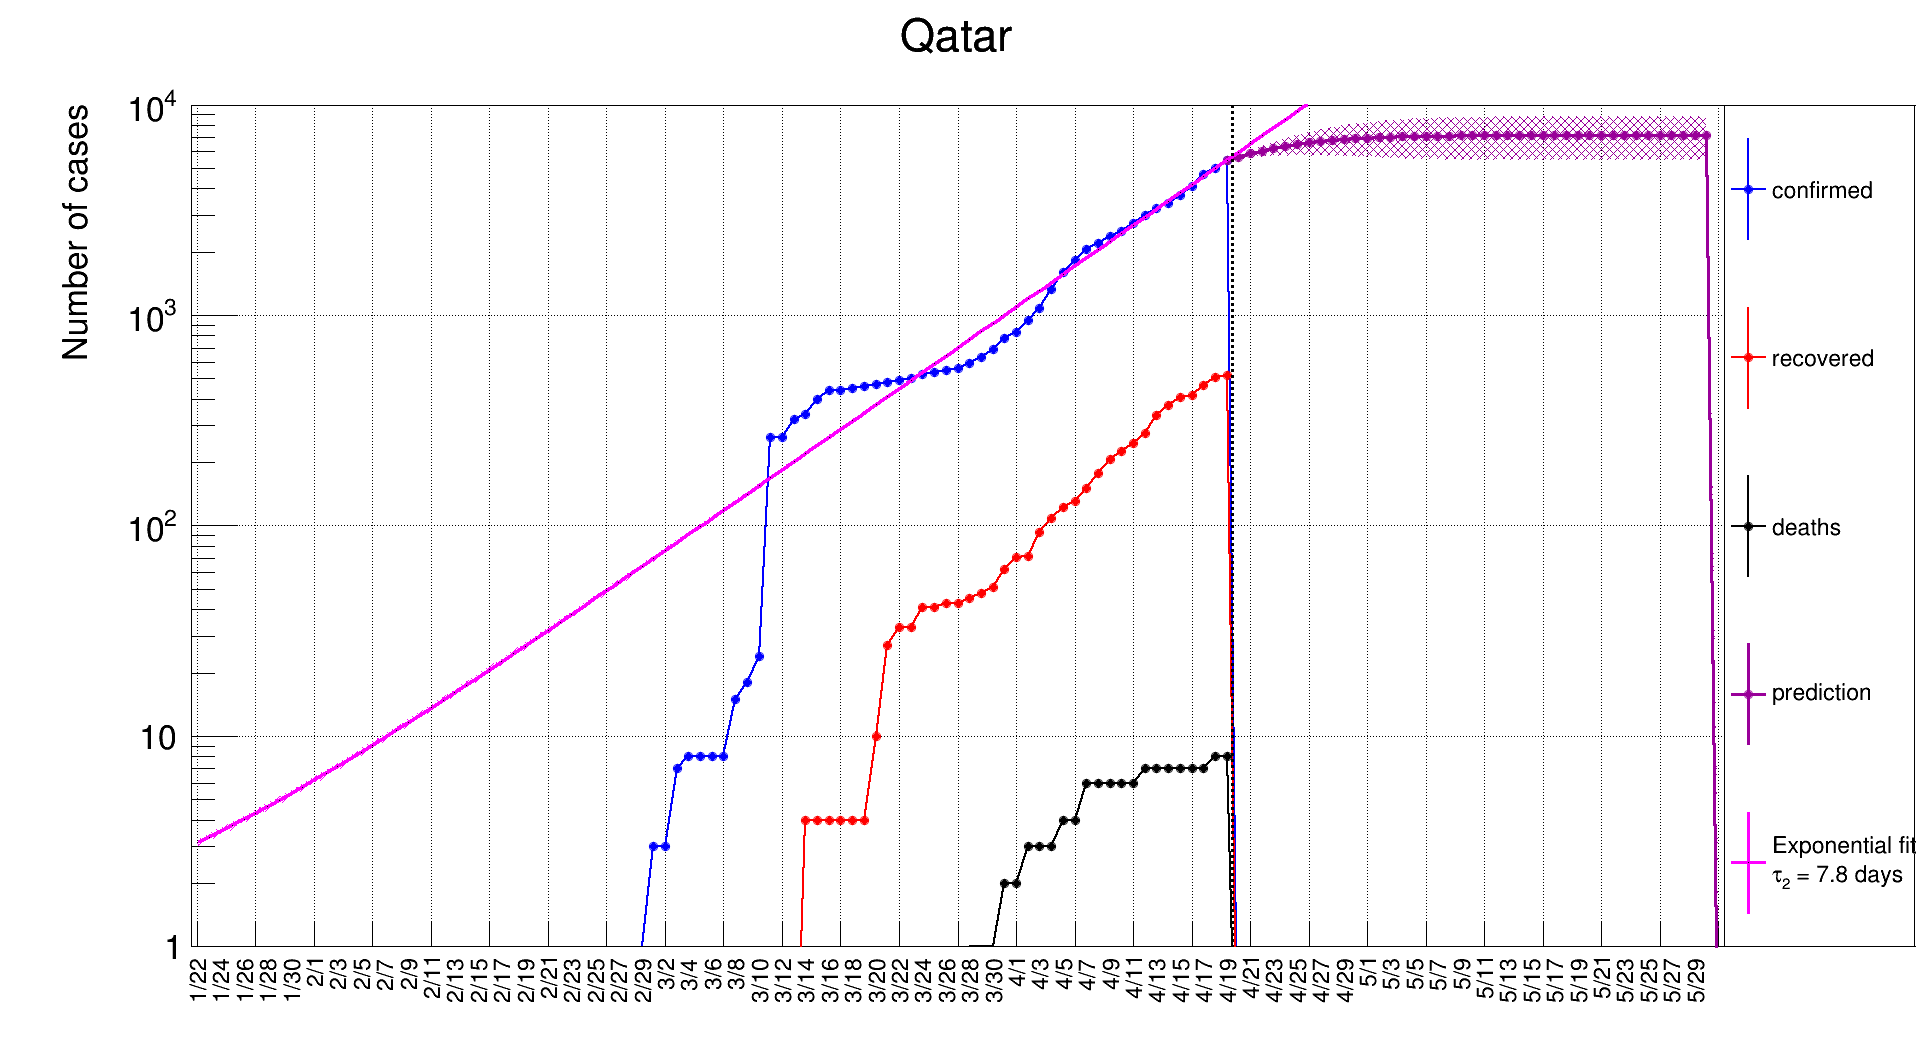 Qatar
Number of cases
10⁴
10³
10²
10
1
1/22 1/24 1/26 1/28 1/30 2/1 2/3 2/5 2/7 2/9 2/11 2/13 2/15 2/17 2/19 2/21 2/23 2/25 2/27 2/29 3/2 3/4 3/6 3/8 3/10 3/12 3/14 3/16 3/18 3/20 3/22 3/24 3/26 3/28 3/30 4/1 4/3 4/5 4/7 4/9 4/11 4/13 4/15 4/17 4/19 4/21 4/23 4/25 4/27 4/29 5/1 5/3 5/5 5/7 5/9 5/11 5/13 5/15 5/17 5/19 5/21 5/23 5/25 5/27 5/29
confirmed
recovered
deaths
prediction
Exponential fit
τ₂ = 7.8 days